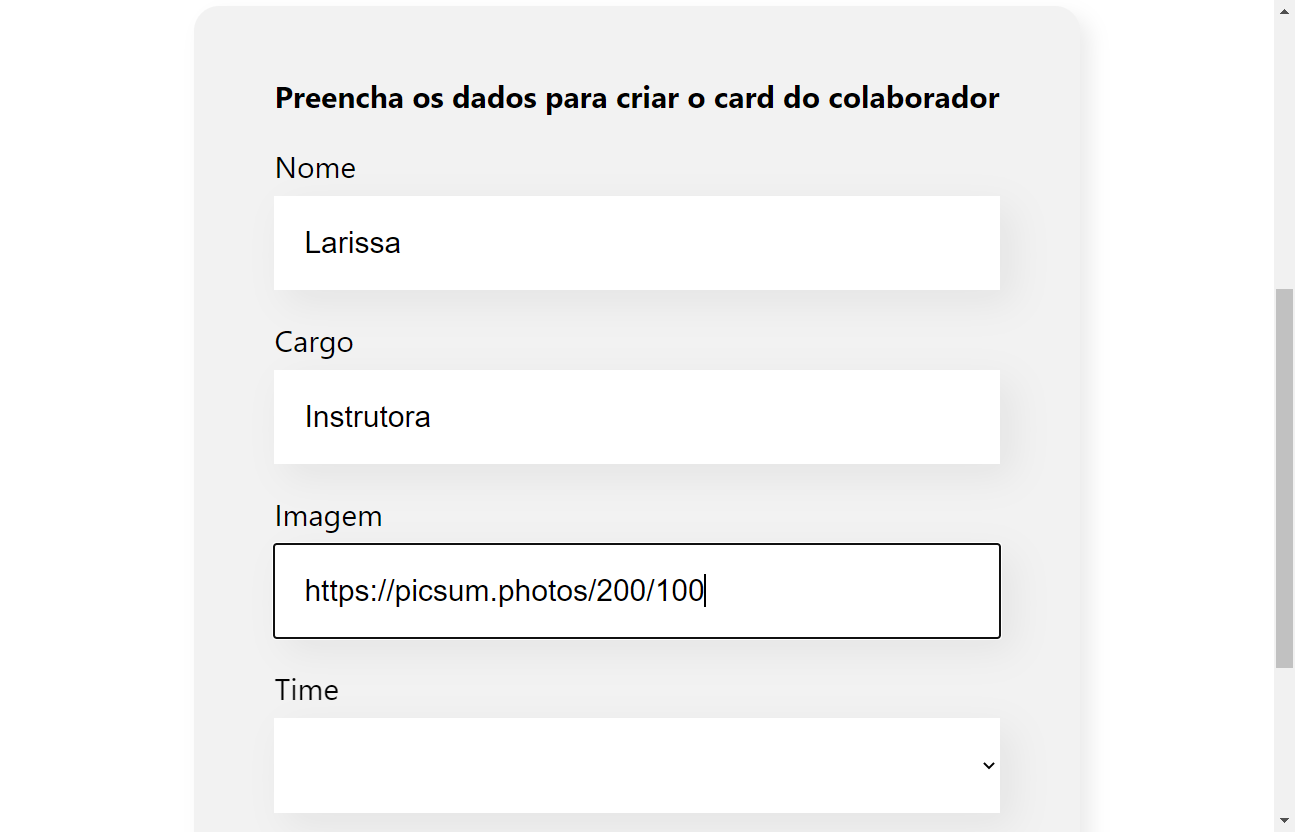 Preencha os dados para criar o card do colaborador
Nome
Larissa
Cargo
Instrutora
Imagem
https://picsum.photos/200/100
Time